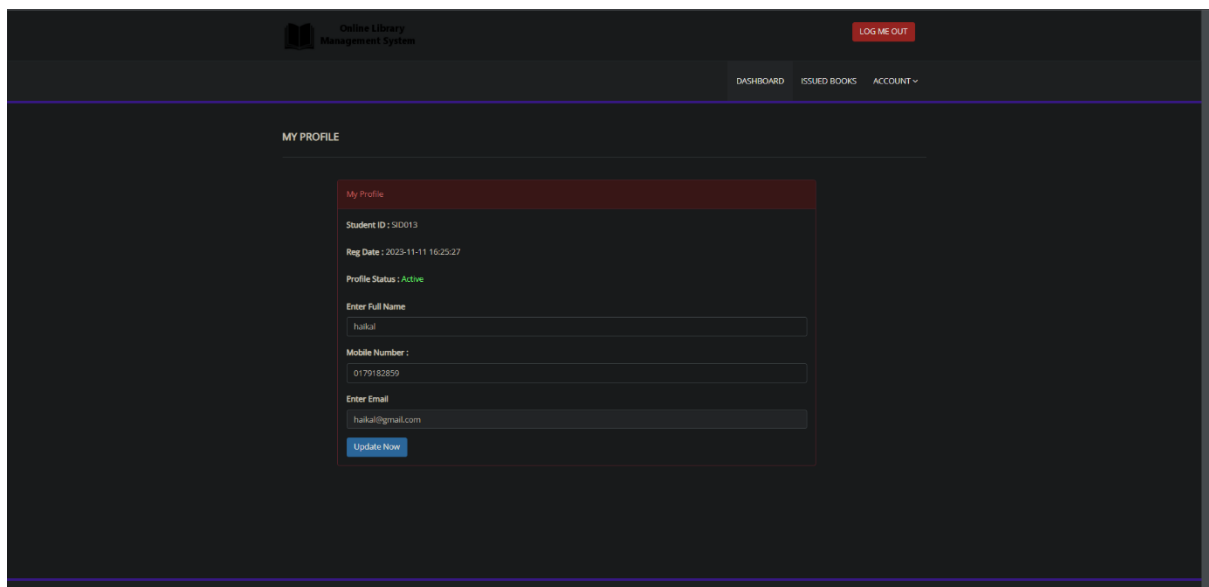 Online Library
Management System
LOG ME OUT
DASHBOARD ISSUED BOOKS ACCOUNT
MY PROFILE
My Profile
Student ID : SID013
Reg Date : 2023-11-11 16:25:27
Profile Status : Active
Enter Full Name
haikal
Mobile Number :
0179182859
Enter Email
haikal@gmail.com
Update Now